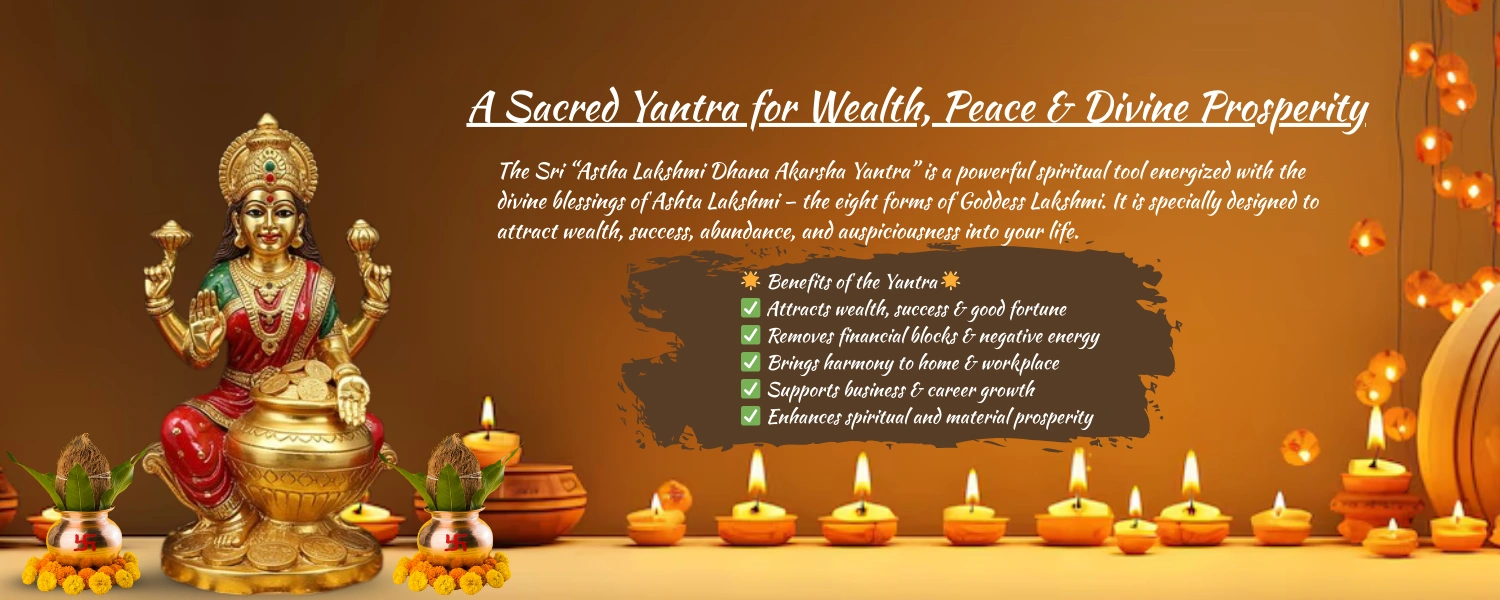 A Sacred Yantra for Wealth, Peace & Divine Prosperity
The Sri “Astha Lakshmi Dhana Akarsha Yantra” is a powerful spiritual tool energized with the
divine blessings of Ashta Lakshmi – the eight forms of Goddess Lakshmi. It is specially designed to
attract wealth, success, abundance, and auspiciousness into your life.
🌟 Benefits of the Yantra 🌟
✅ Attracts wealth, success & good fortune
✅ Removes financial blocks & negative energy
✅ Brings harmony to home & workplace
✅ Supports business & career growth
✅ Enhances spiritual and material prosperity